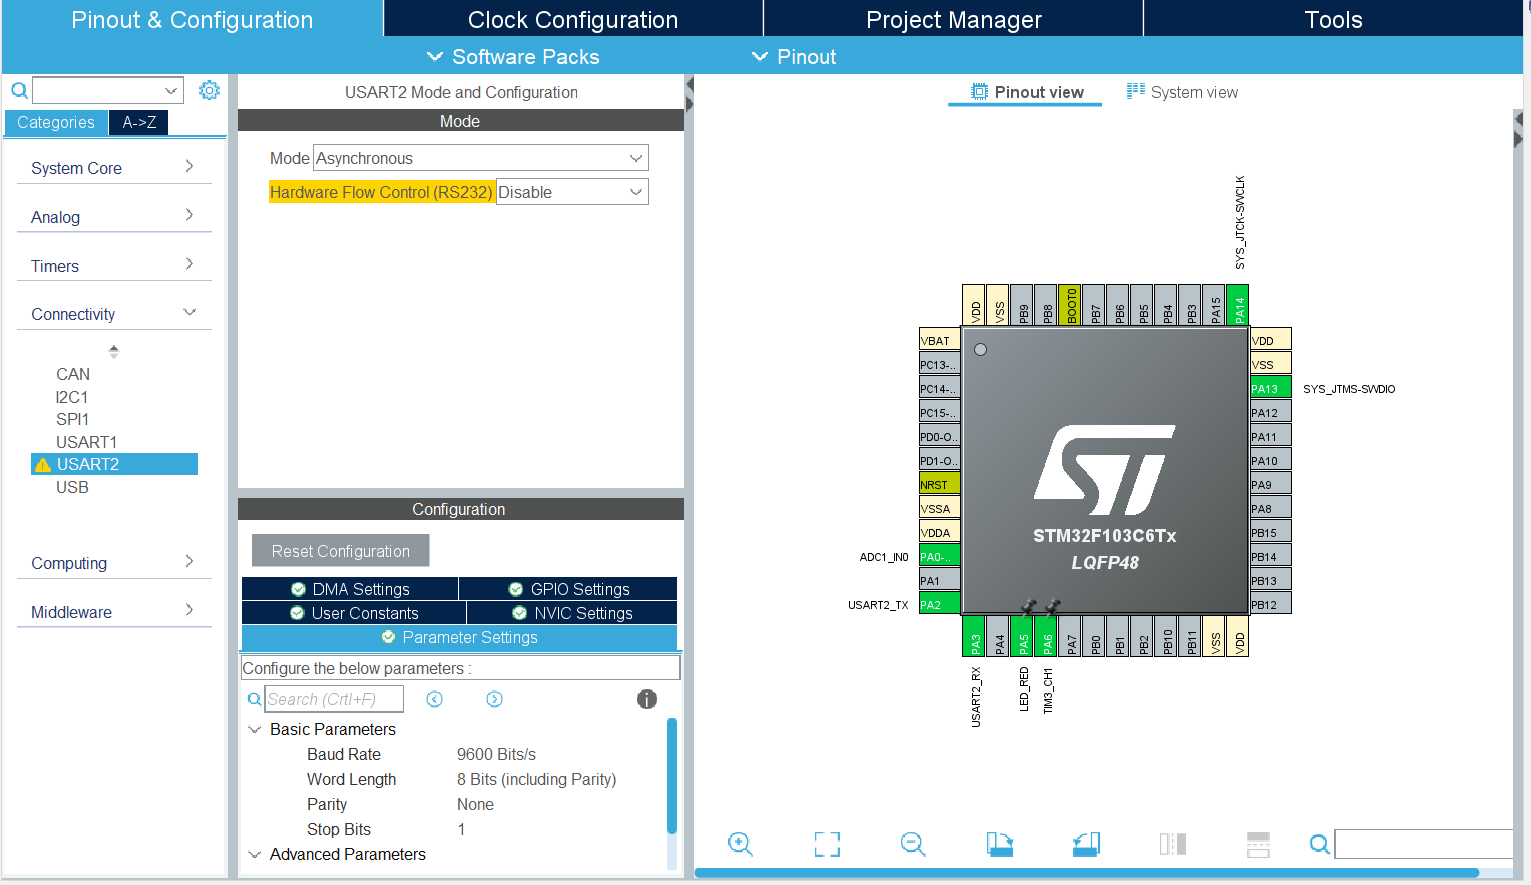 Pinout & Configuration
Clock Configuration
Project Manager
Tools
Software Packs
Pinout
Categories
A->Z
System Core
Analog
Timers
Connectivity
CAN
I2C1
SPI1
USART1
USART2
USB
Computing
Middleware
USART2 Mode and Configuration
Mode
Mode Asynchronous
Hardware Flow Control (RS232) Disable
Configuration
Reset Configuration
DMA Settings
GPIO Settings
User Constants
NVIC Settings
Parameter Settings
Configure the below parameters :
Search (Crtl+F)
Basic Parameters
Baud Rate 9600 Bits/s
Word Length 8 Bits (including Parity)
Parity None
Stop Bits 1
Advanced Parameters
Pinout view
System view
SYS_JTCK-SWCLK
VDD
VSS
PB9
PB8
BOOT0
PB7
PB6
PB5
PB4
PB3
PA15
PA14
VBAT
PC13-..
PC14-..
PC15-..
PD0-O..
PD1-O..
NRST
VSSA
VDDA
ADC1_IN0 PA0-..
PA1
USART2_TX PA2
STM32F103C6Tx
LQFP48
VDD
VSS
PA13 SYS_JTMS-SWDIO
PA12
PA11
PA10
PA9
PA8
PB15
PB14
PB13
PB12
PA3
PA4
PA5
PA6
PA7
PB0
PB1
PB2
PB10
PB11
VSS
VDD
USART2_RX
LED_RED
TIM3_CH1